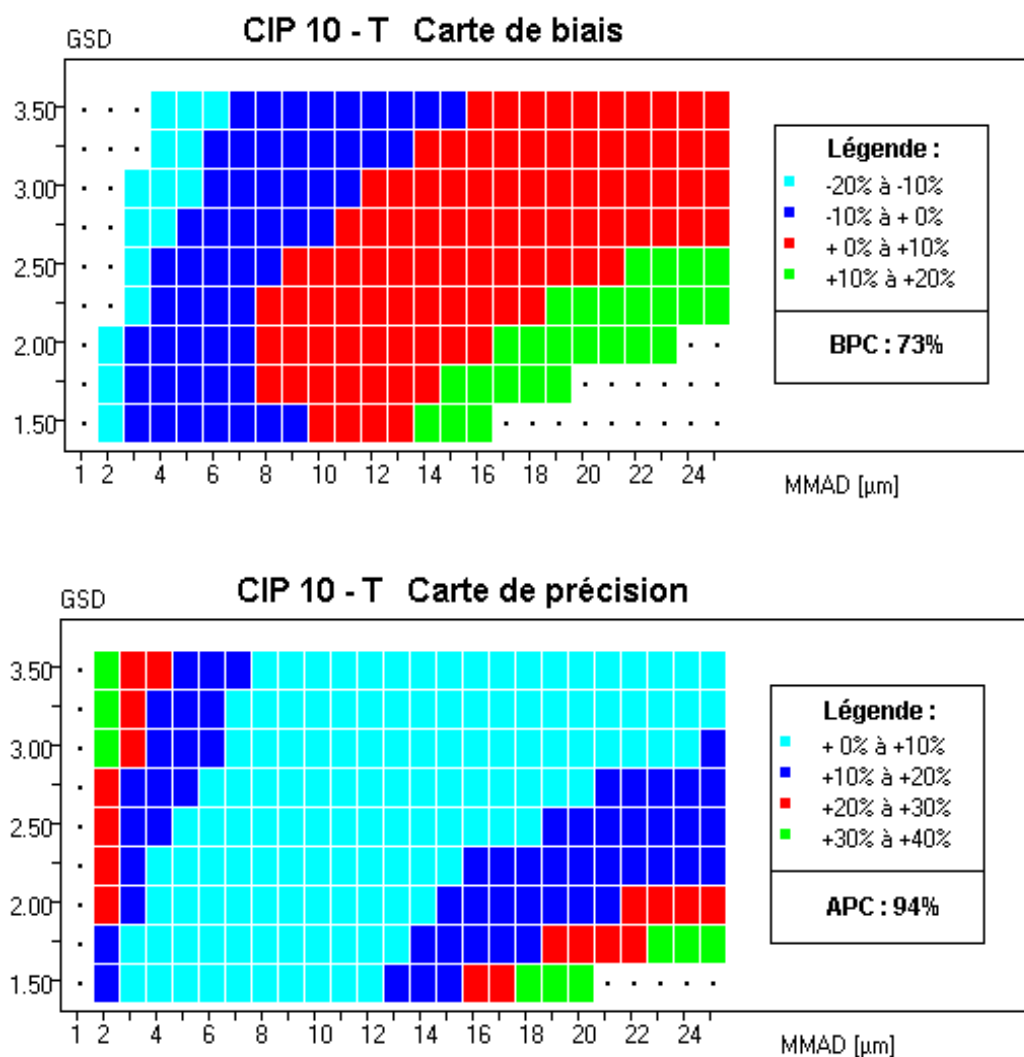 CIP 10 - T Carte de biais
GSD
3.50
3.00
2.50
2.00
1.50
1 2 4 6 8 10 12 14 16 18 20 22 24
MMAD [µm]
Légende :
-20% à -10%
-10% à + 0%
+ 0% à +10%
+10% à +20%
BPC : 73%
CIP 10 - T Carte de précision
GSD
3.50
3.00
2.50
2.00
1.50
1 2 4 6 8 10 12 14 16 18 20 22 24
MMAD [µm]
Légende :
+ 0% à +10%
+10% à +20%
+20% à +30%
+30% à +40%
APC : 94%